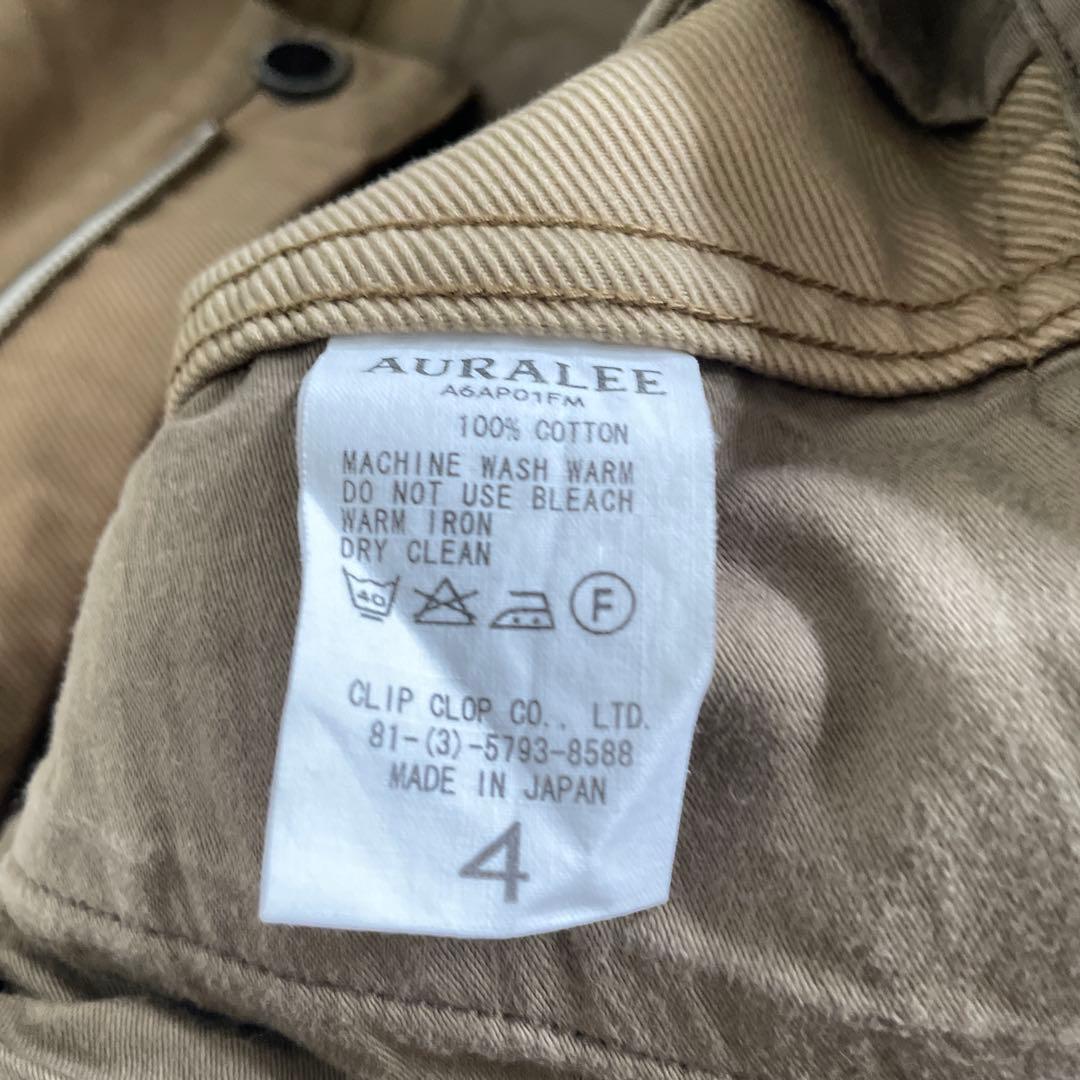 AURALEE
A6AP01FM
100% COTTON
MACHINE WASH WARM
DO NOT USE BLEACH
WARM IRON
DRY CLEAN
40 F
CLIP CLOP CO., LTD.
81-(3)-5793-8588
MADE IN JAPAN
4